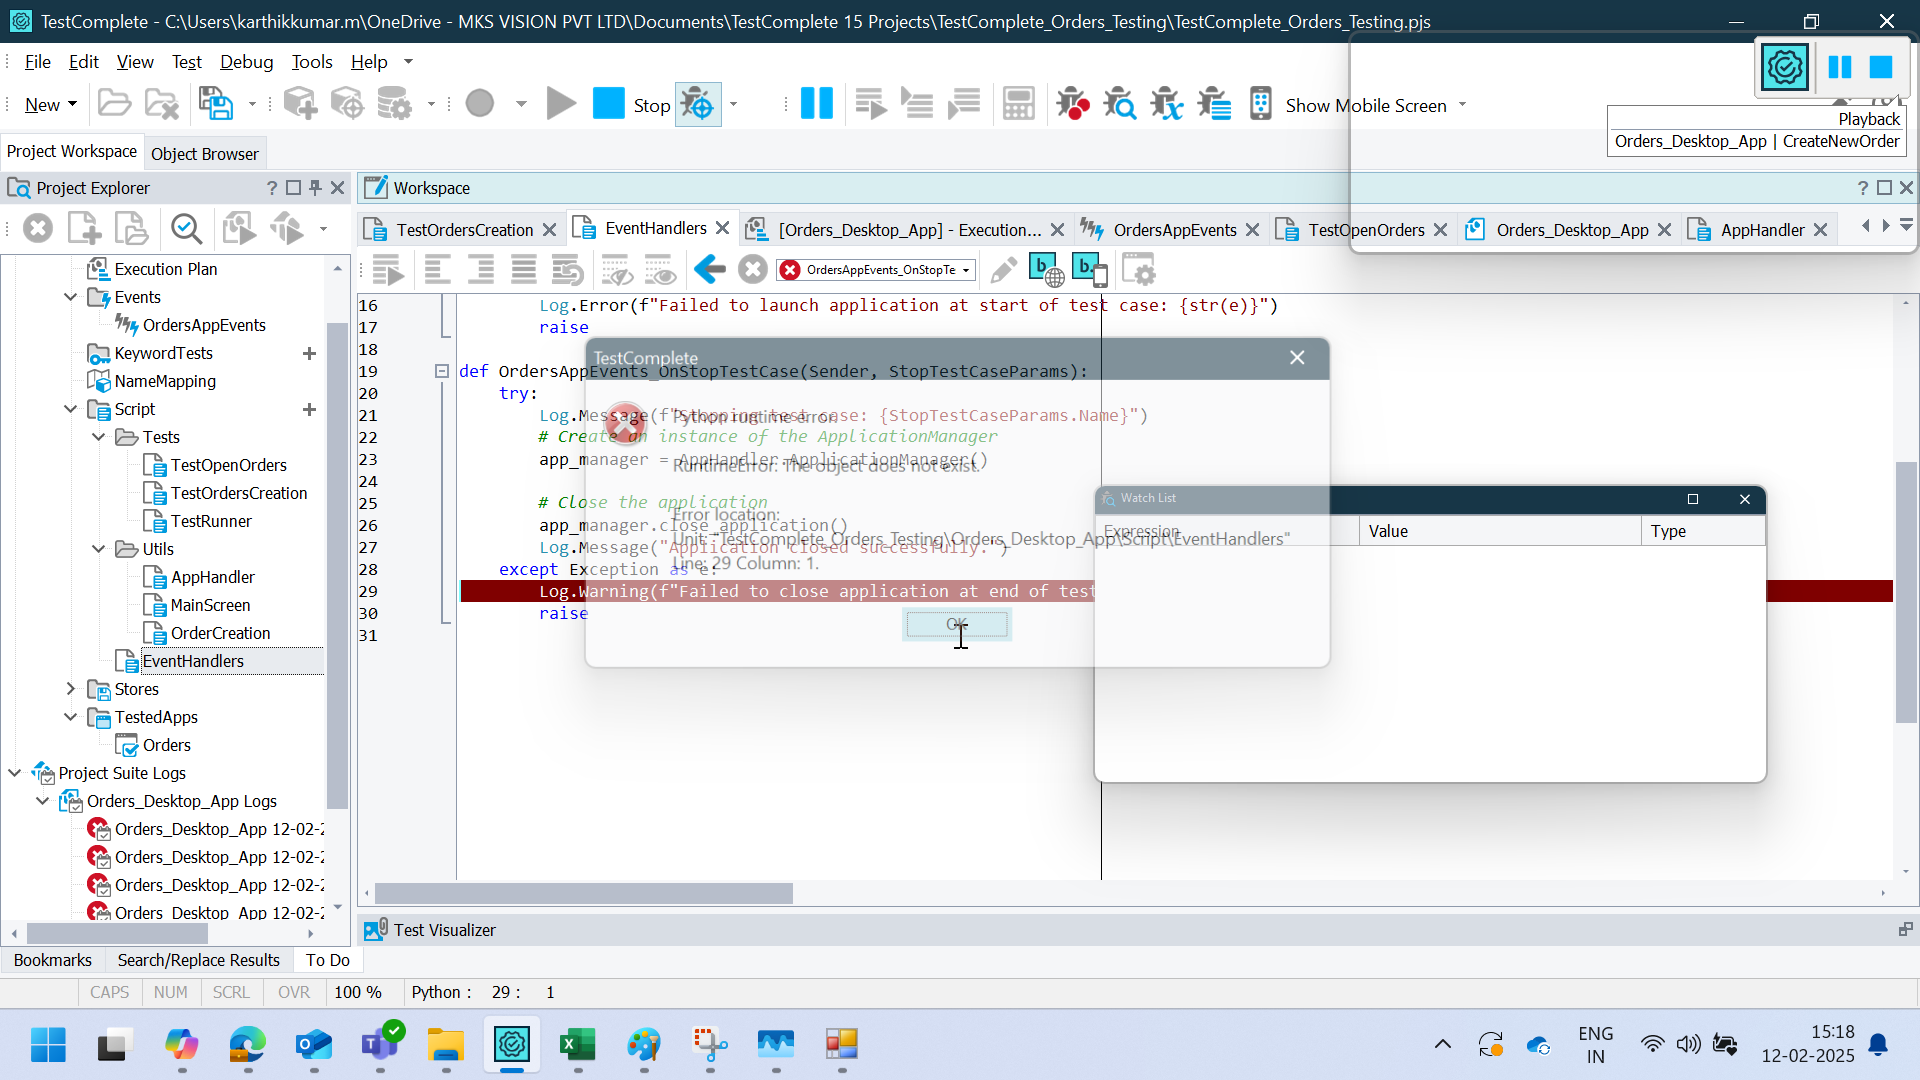 TestComplete - C:\Users\karthikkumar.m\OneDrive - MKS VISION PVT LTD\Documents\TestComplete 15 Projects\TestComplete_Orders_Testing\TestComplete_Orders_Testing.pjs
File Edit View Test Debug Tools Help
New Stop Show Mobile Screen
Playback
Orders_Desktop_App | CreateNewOrder
Project Workspace Object Browser
Project Explorer
Workspace
TestOrdersCreation EventHandlers [Orders_Desktop_App] - Execution... OrdersAppEvents TestOpenOrders Orders_Desktop_App AppHandler
OrdersAppEvents_OnStopTe
Execution Plan
Events
OrdersAppEvents
KeywordTests
NameMapping
Script
Tests
TestOpenOrders
TestOrdersCreation
TestRunner
Utils
AppHandler
MainScreen
OrderCreation
EventHandlers
Stores
TestedApps
Orders
Project Suite Logs
Orders_Desktop_App Logs
Orders_Desktop_App 12-02-2
Orders_Desktop_App 12-02-2
Orders_Desktop_App 12-02-2
Orders_Desktop_App 12-02-2
16 Log.Error(f"Failed to launch application at start of test case: {str(e)}")
17 raise
18
19 def OrdersAppEvents_OnStopTestCase(Sender, StopTestCaseParams):
20 try:
21 Log.Message(f"Stopping test case: {StopTestCaseParams.Name}")
22 # Create an instance of the ApplicationManager
23 app_manager = AppHandler.ApplicationManager()
24
25 # Close the application
26 app_manager.close_application()
27 Log.Message("Application closed successfully.")
28 except Exception as e:
29 Log.Warning(f"Failed to close application at end of test
30 raise
31
TestComplete
Python runtime error.
RuntimeError: The object does not exist.
Error location:
Unit: "TestComplete_Orders_Testing\Orders_Desktop_App\Script\EventHandlers"
Line: 29 Column: 1.
OK
Watch List
Expression Value Type
Test Visualizer
Bookmarks Search/Replace Results To Do
CAPS NUM SCRL OVR 100 % Python : 29 : 1
ENG
IN
15:18
12-02-2025